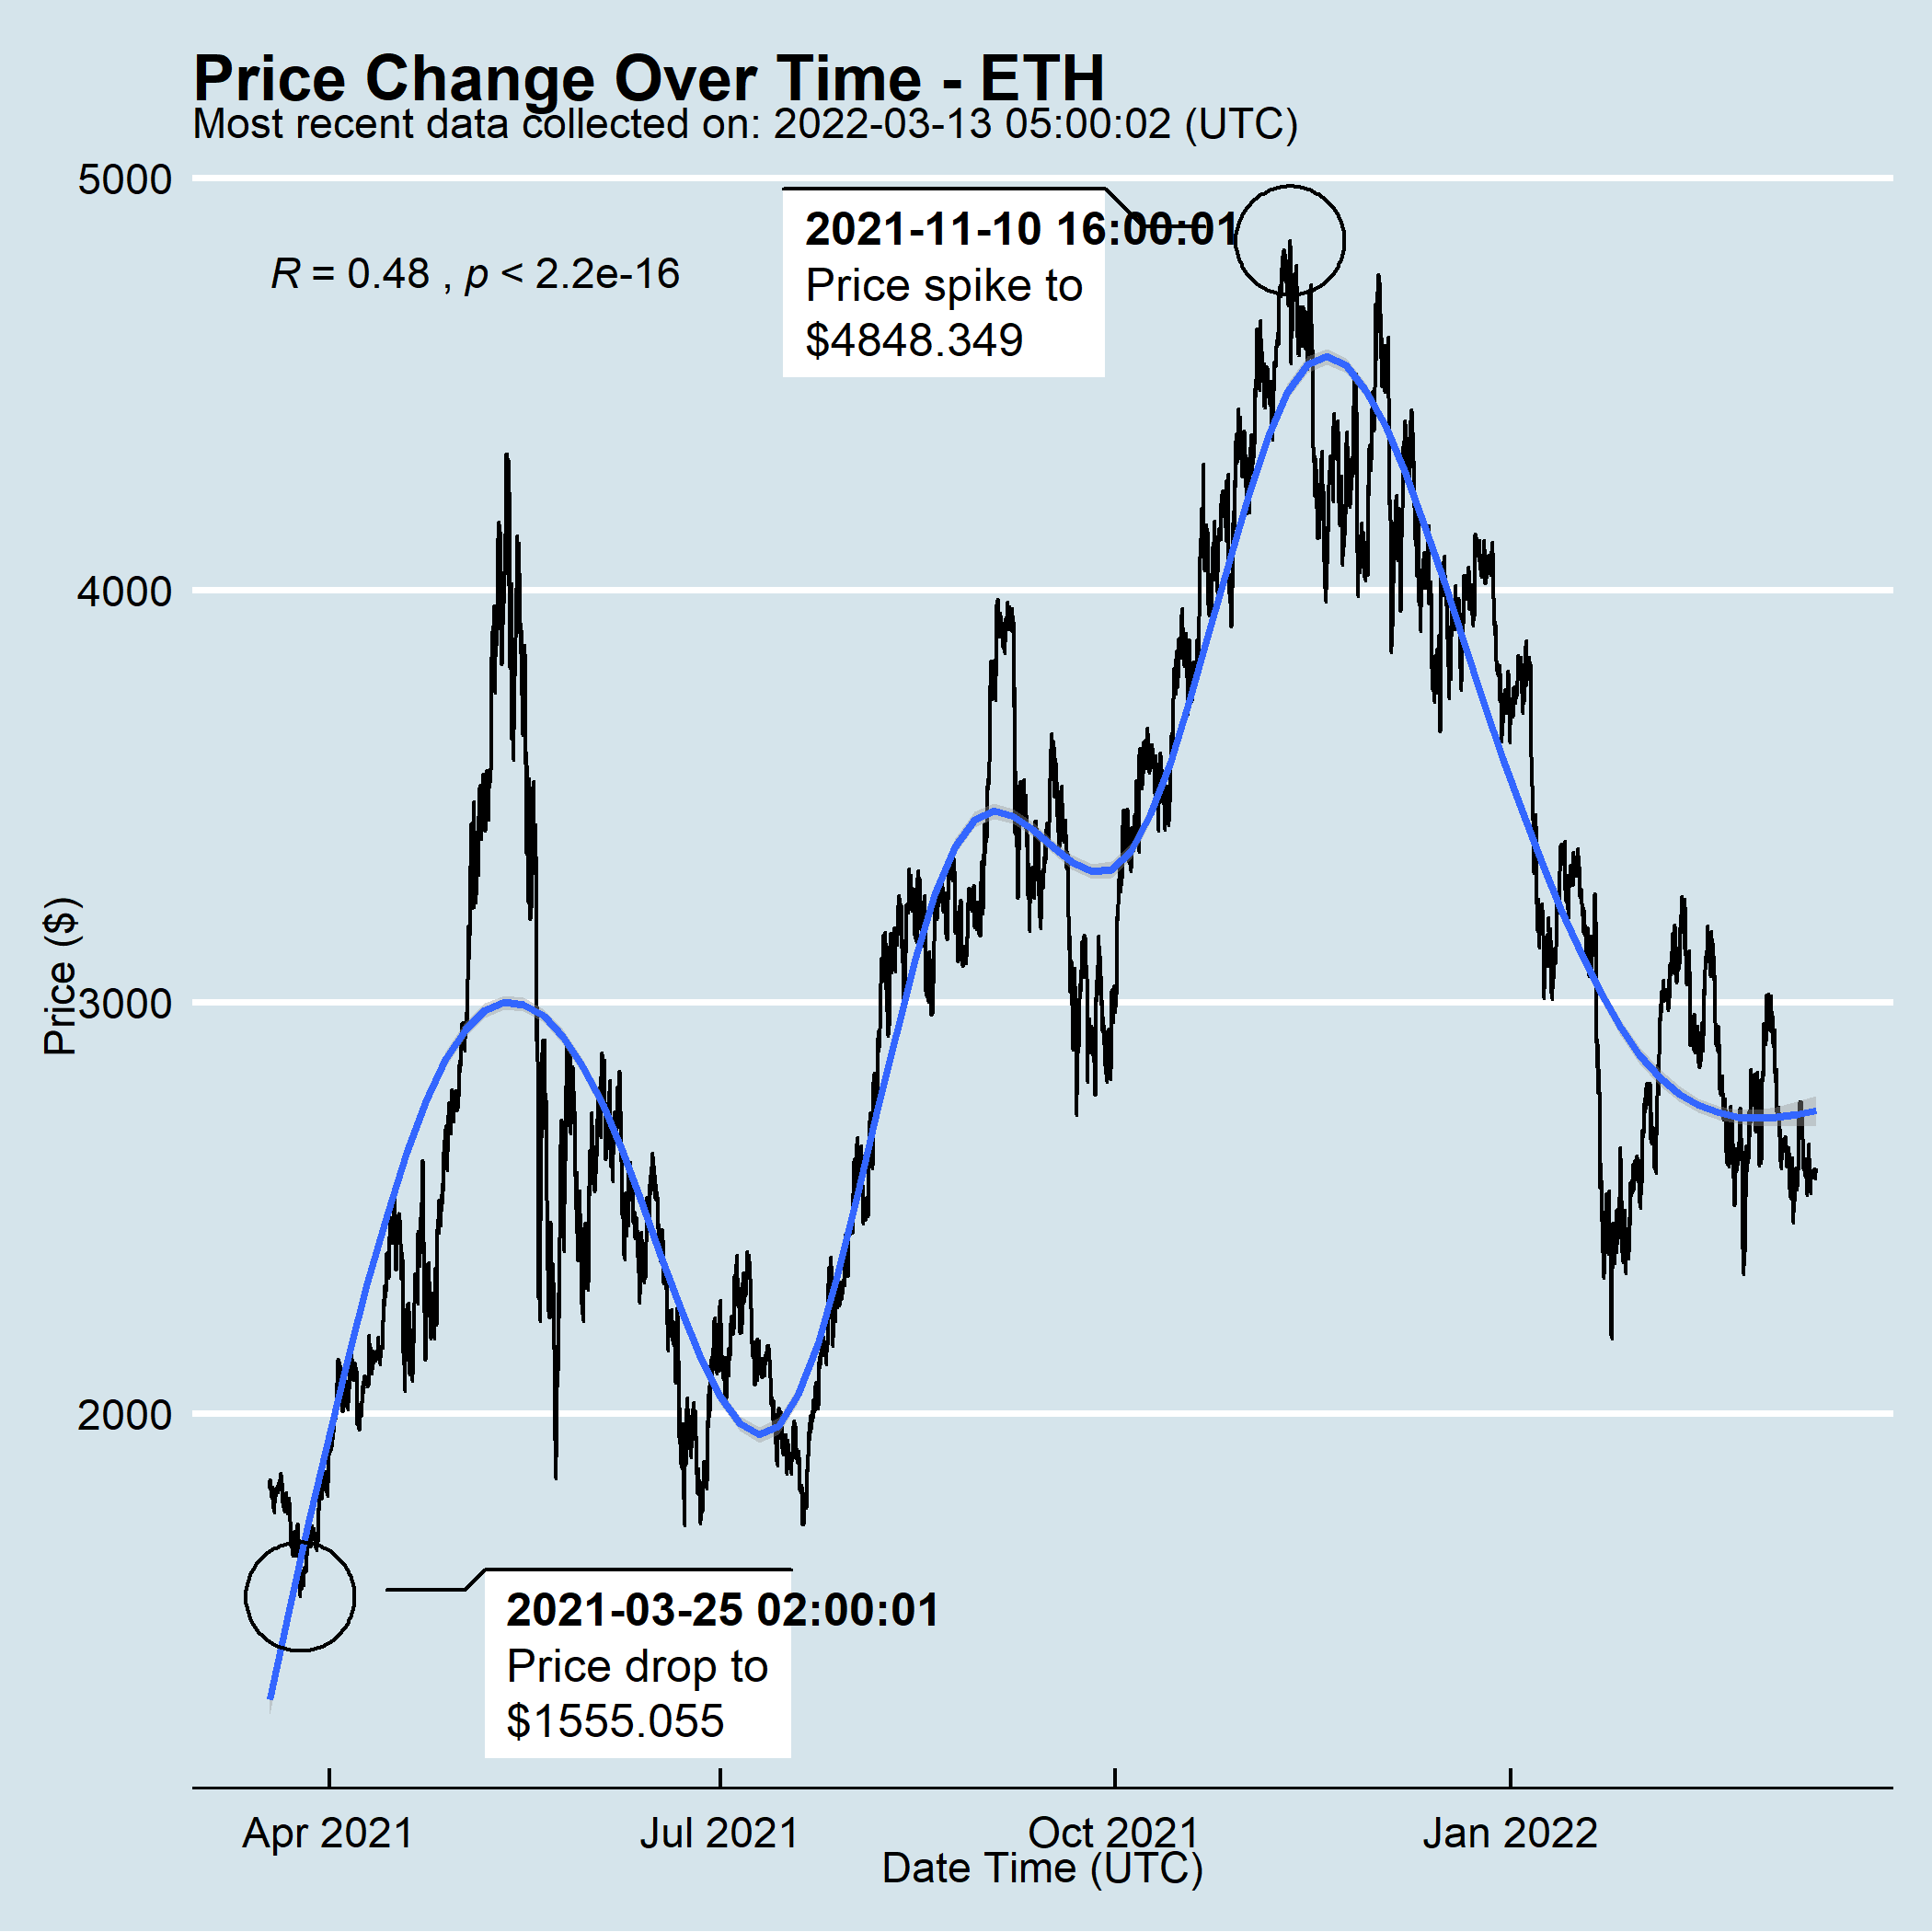 Price Change Over Time - ETH
Most recent data collected on: 2022-03-13 05:00:02 (UTC)
5000
2021-11-10 16:00:01
Price spike to
$4848.349
R = 0.48 , p < 2.2e-16
4000
Price ($)
3000
2000
2021-03-25 02:00:01
Price drop to
$1555.055
Apr 2021 Jul 2021 Oct 2021 Jan 2022
Date Time (UTC)